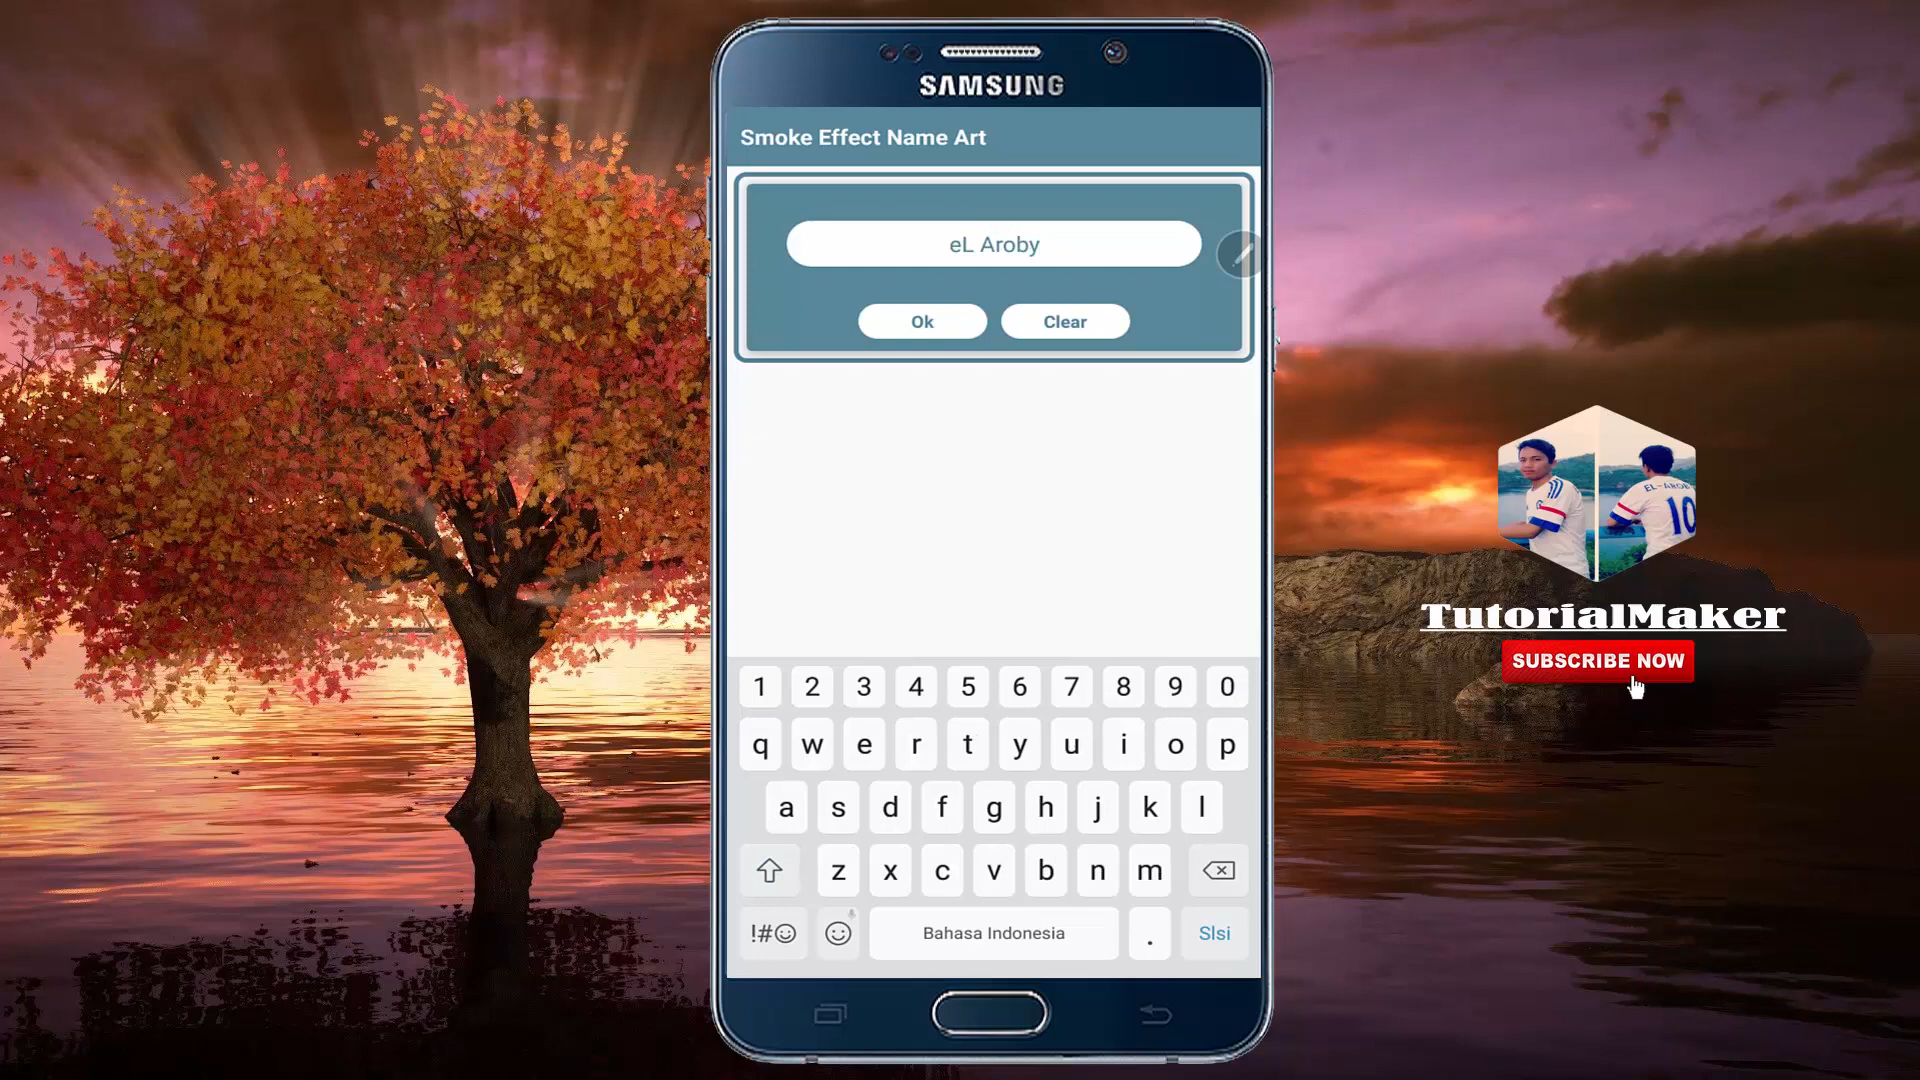 SAMSUNG
Smoke Effect Name Art
eL Aroby
Ok Clear
1 2 3 4 5 6 7 8 9 0
q w e r t y u i o p
a s d f g h j k l
z x c v b n m
!#☺ Bahasa Indonesia . Slsi
10
TutorialMaker
SUBSCRIBE NOW